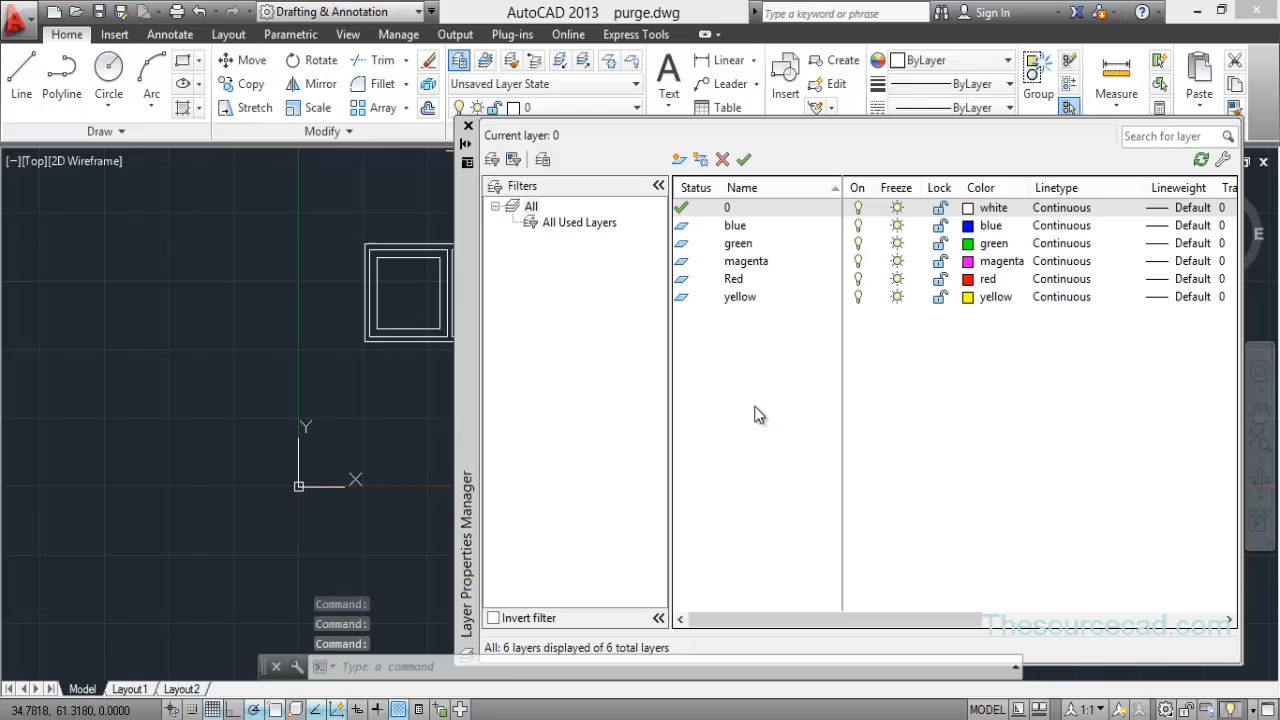 Drafting & Annotation
AutoCAD 2013 purge.dwg
Type a keyword or phrase
Sign In
Home Insert Annotate Layout Parametric View Manage Output Plug-ins Online Express Tools
Line
Polyline
Circle
Arc
Draw
Move
Copy
Stretch
Rotate
Mirror
Scale
Trim
Fillet
Array
Modify
Unsaved Layer State
0
Text
Linear
Leader
Table
Insert
Create
Edit
ByLayer
ByLayer
ByLayer
Group
Measure
Paste
[−][Top][2D Wireframe]
Current layer: 0
Search for layer
Filters
All
All Used Layers
Invert filter
Status Name On Freeze Lock Color Linetype Lineweight Tra
0 white Continuous Default 0
blue blue Continuous Default 0
green green Continuous Default 0
magenta magenta Continuous Default 0
Red red Continuous Default 0
yellow yellow Continuous Default 0
E
Y
X
Layer Properties Manager
Thesourcecad.com
All: 6 layers displayed of 6 total layers
Command:
Command:
Command:
Type a command
Model Layout1 Layout2
34.7818, 61.3180, 0.0000
MODEL
1:1